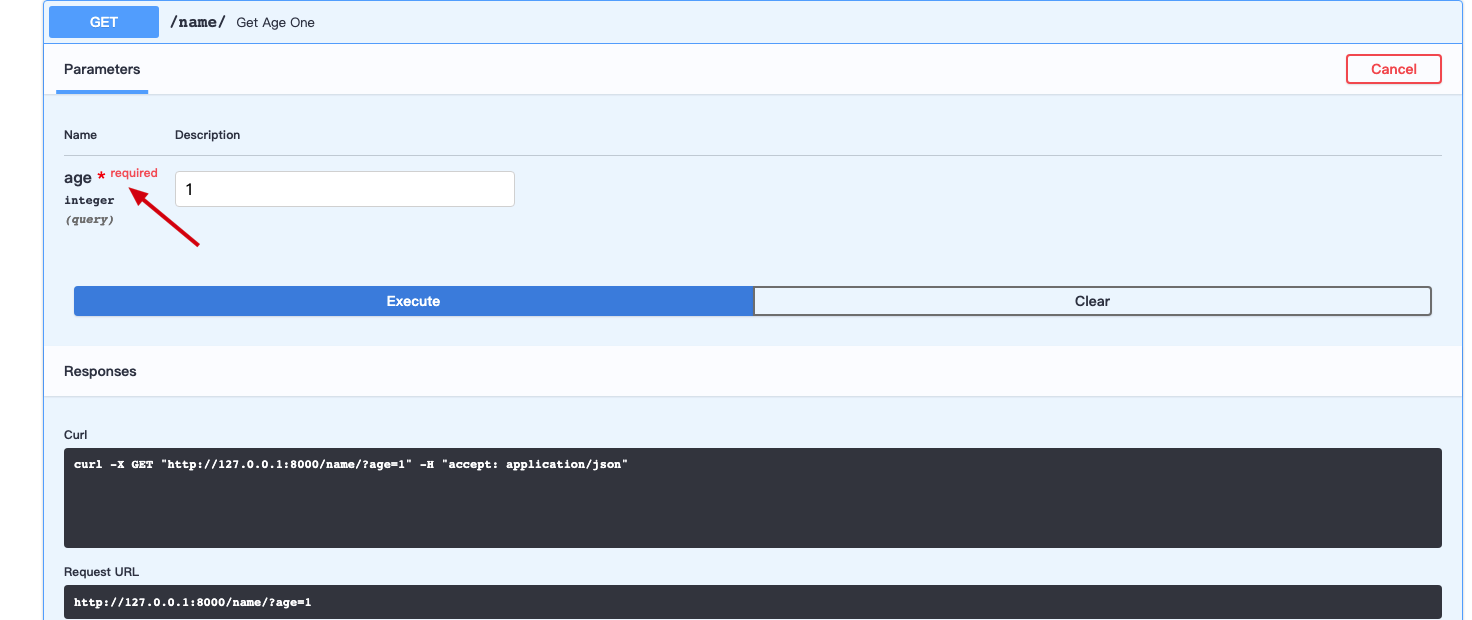 GET /name/ Get Age One
Parameters Cancel
Name Description
age * required
1
integer
(query)
Execute Clear
Responses
Curl
curl -X GET "http://127.0.0.1:8000/name/?age=1" -H "accept: application/json"
Request URL
http://127.0.0.1:8000/name/?age=1